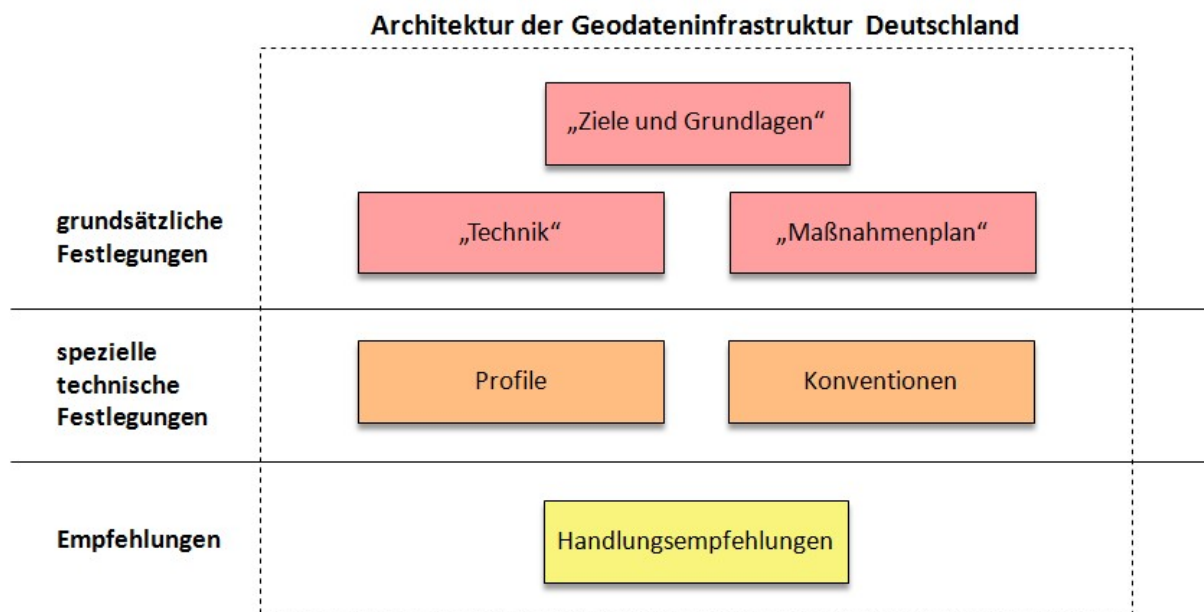 Architektur der Geodateninfrastruktur Deutschland
„Ziele und Grundlagen“
grundsätzliche
Festlegungen
„Technik“
„Maßnahmenplan“
spezielle
technische
Festlegungen
Profile
Konventionen
Empfehlungen
Handlungsempfehlungen